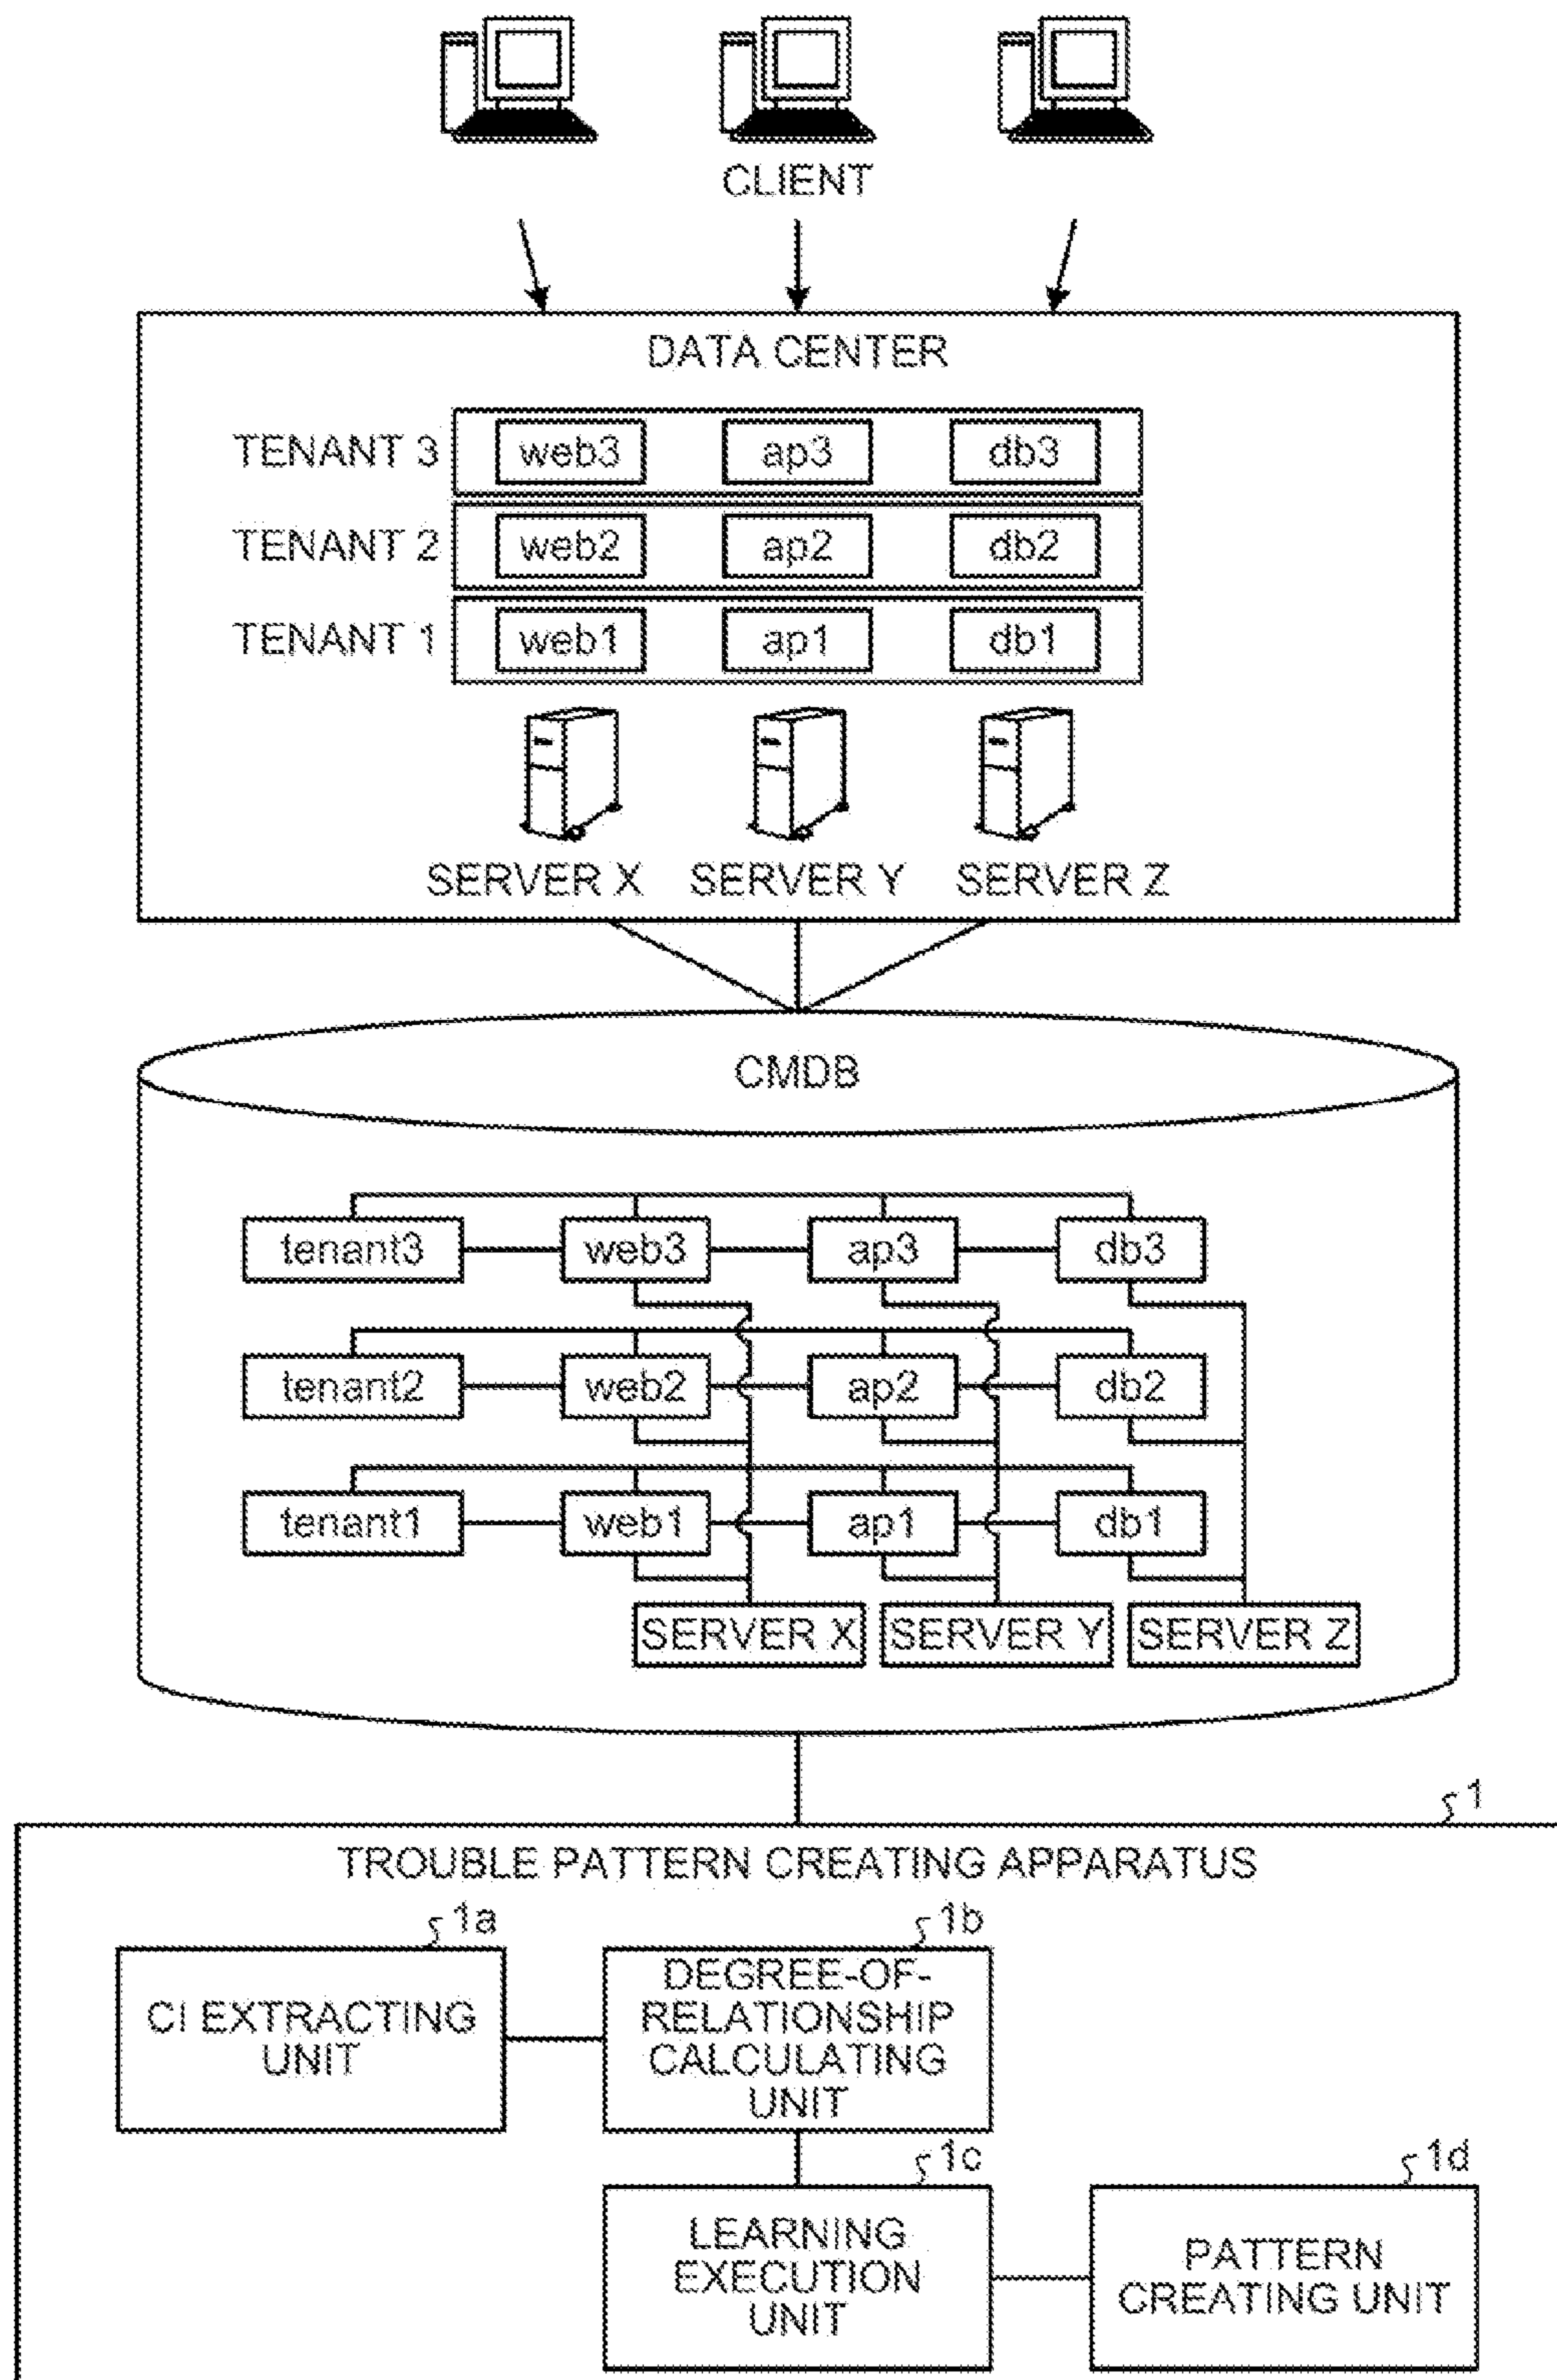 CLIENT
DATA CENTER
TENANT 3 web3 ap3 db3
TENANT 2 web2 ap2 db2
TENANT 1 web1 ap1 db1
SERVER X SERVER Y SERVER Z
CMDB
tenant3 web3 ap3 db3
tenant2 web2 ap2 db2
tenant1 web1 ap1 db1
SERVER X SERVER Y SERVER Z
1
TROUBLE PATTERN CREATING APPARATUS
1a
CI EXTRACTING
UNIT
1b
DEGREE-OF-
RELATIONSHIP
CALCULATING
UNIT
1c
LEARNING
EXECUTION
UNIT
1d
PATTERN
CREATING UNIT